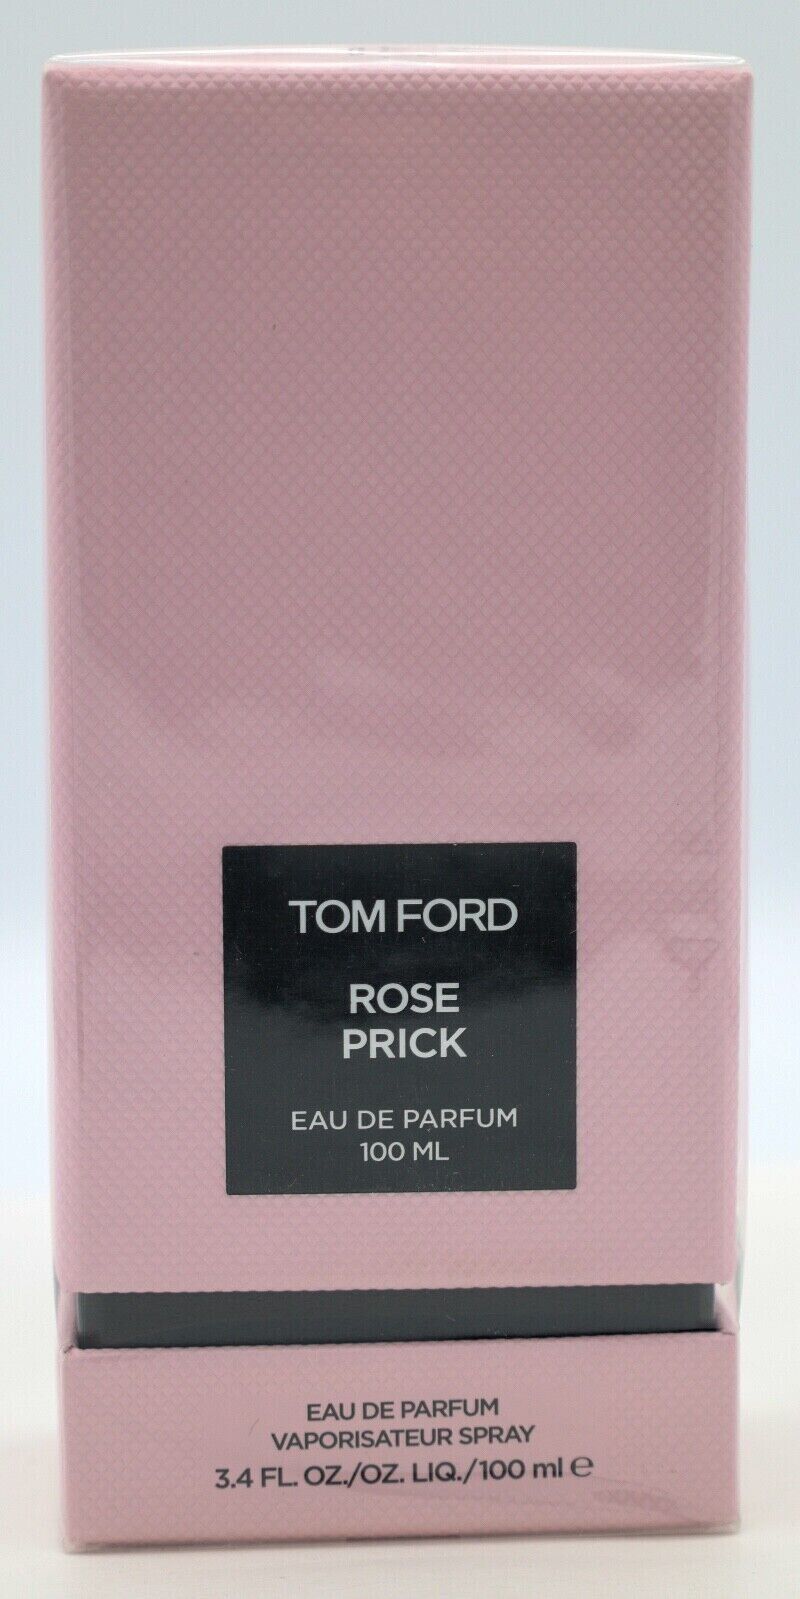 TOM FORD
ROSE
PRICK
EAU DE PARFUM
100 ML
EAU DE PARFUM
VAPORISATEUR SPRAY
3.4 FL. OZ./OZ. LIQ./100 ml ℮